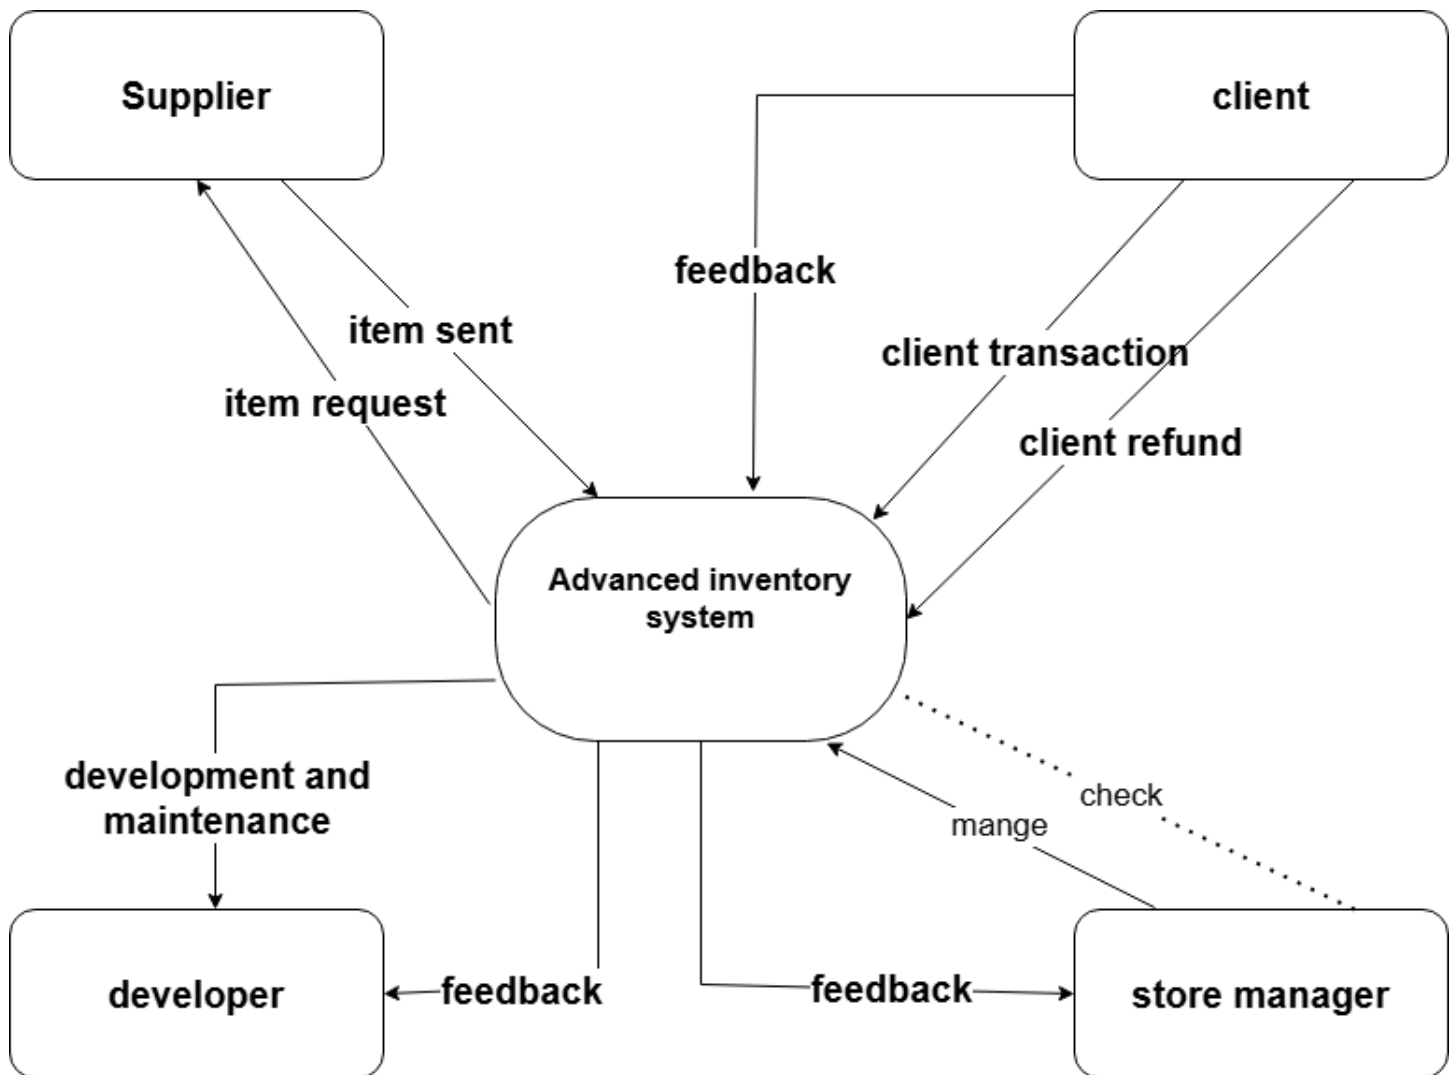 Supplier
client
feedback
item sent
client transaction
item request
client refund
Advanced inventory
system
development and
maintenance
check
mange
developer
feedback
feedback
store manager